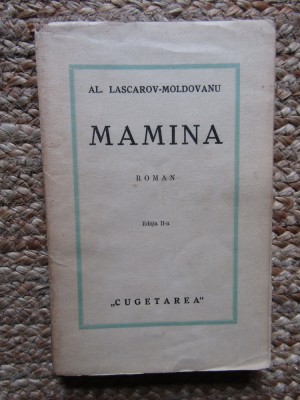 AL. LASCAROV-MOLDOVANU
MAMINA
ROMAN
Ediția II-a
„CUGETAREA"